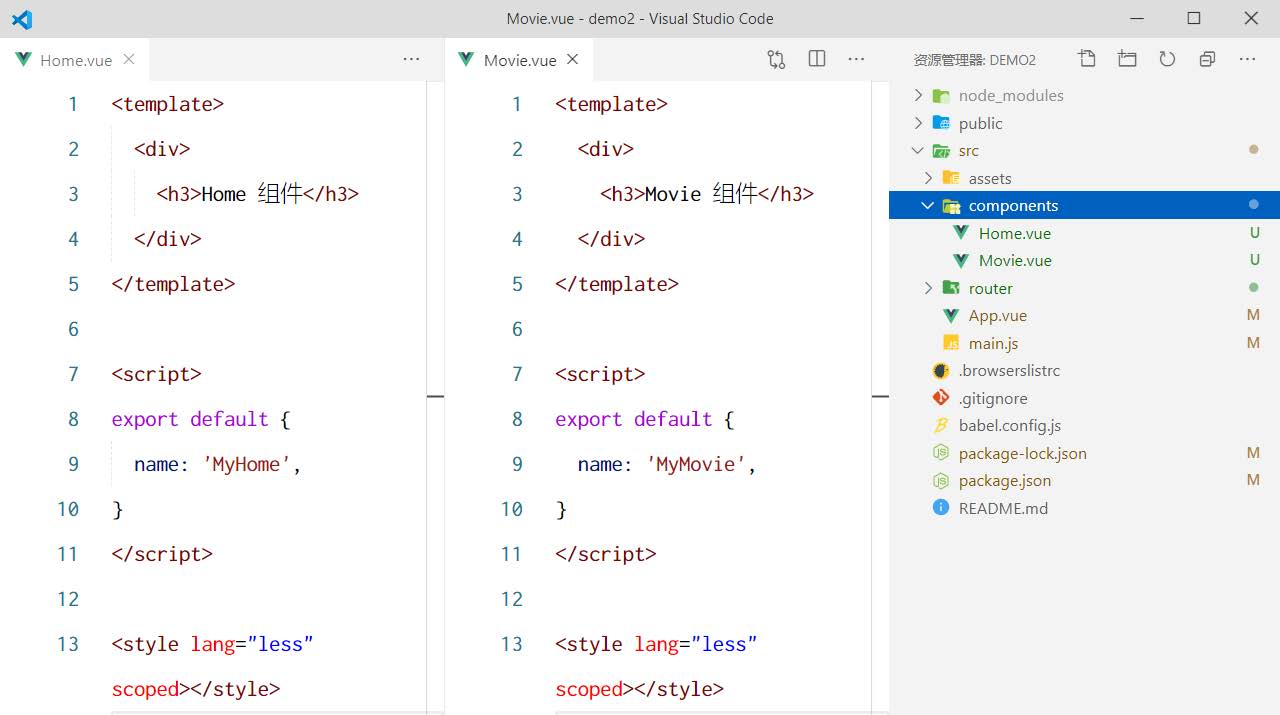 Movie.vue - demo2 - Visual Studio Code
Home.vue
1 <template>
2 <div>
3 <h3>Home 组件</h3>
4 </div>
5 </template>
6
7 <script>
8 export default {
9 name: 'MyHome',
10 }
11 </script>
12
13 <style lang="less"
scoped></style>
Movie.vue
1 <template>
2 <div>
3 <h3>Movie 组件</h3>
4 </div>
5 </template>
6
7 <script>
8 export default {
9 name: 'MyMovie',
10 }
11 </script>
12
13 <style lang="less"
scoped></style>
资源管理器: DEMO2
node_modules
public
src
assets
components
Home.vue U
Movie.vue U
router
App.vue M
JS main.js M
.browserslistrc
.gitignore
babel.config.js
package-lock.json M
package.json M
README.md